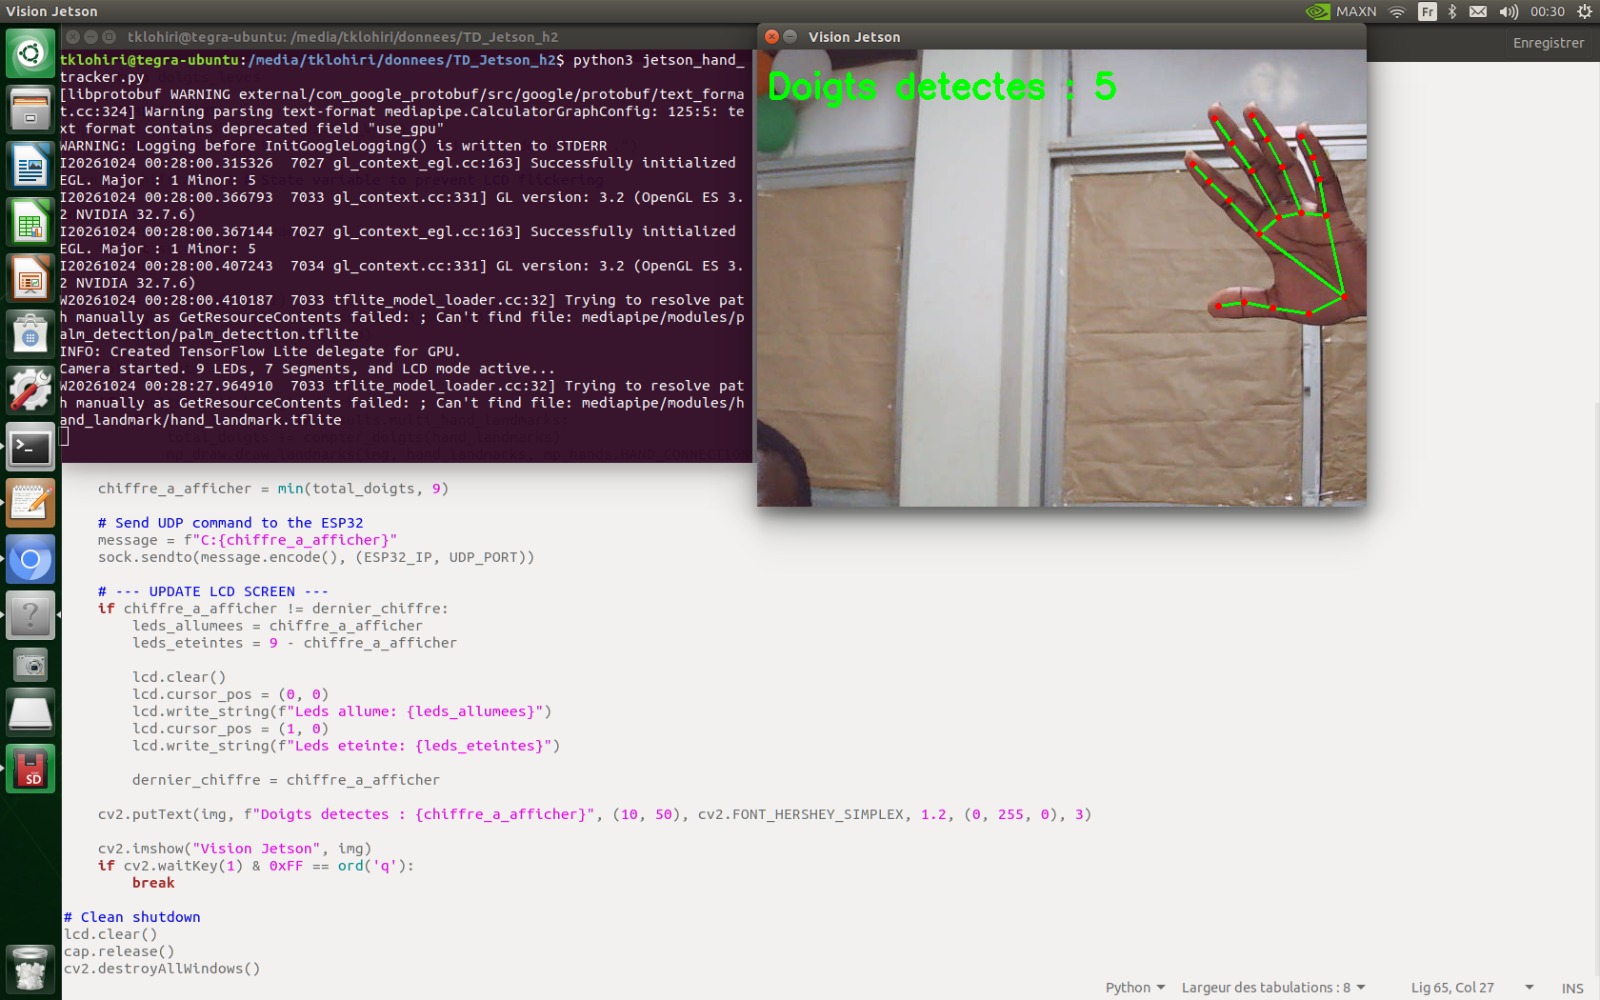 Vision Jetson
MAXN
Fr
00:30
Enregistrer
tklohiri@tegra-ubuntu: /media/tklohiri/donnees/TD_Jetson_h2
tklohiri@tegra-ubuntu:/media/tklohiri/donnees/TD_Jetson_h2$ python3 jetson_hand_
tracker.py
[libprotobuf WARNING external/com_google_protobuf/src/google/protobuf/text_forma
t.cc:324] Warning parsing text-format mediapipe.CalculatorGraphConfig: 125:5: te
xt format contains deprecated field "use_gpu"
WARNING: Logging before InitGoogleLogging() is written to STDERR
I20261024 00:28:00.315326  7027 gl_context_egl.cc:163] Successfully initialized
EGL. Major : 1 Minor: 5
I20261024 00:28:00.366793  7033 gl_context.cc:331] GL version: 3.2 (OpenGL ES 3.
2 NVIDIA 32.7.6)
I20261024 00:28:00.367144  7027 gl_context_egl.cc:163] Successfully initialized
EGL. Major : 1 Minor: 5
I20261024 00:28:00.407243  7034 gl_context.cc:331] GL version: 3.2 (OpenGL ES 3.
2 NVIDIA 32.7.6)
W20261024 00:28:00.410187  7033 tflite_model_loader.cc:32] Trying to resolve pat
h manually as GetResourceContents failed: ; Can't find file: mediapipe/modules/p
alm_detection/palm_detection.tflite
INFO: Created TensorFlow Lite delegate for GPU.
Camera started. 9 LEDs, 7 Segments, and LCD mode active...
W20261024 00:28:27.964910  7033 tflite_model_loader.cc:32] Trying to resolve pat
h manually as GetResourceContents failed: ; Can't find file: mediapipe/modules/h
and_landmark/hand_landmark.tflite
Vision Jetson
Doigts detectes : 5
chiffre_a_afficher = min(total_doigts, 9)
# Send UDP command to the ESP32
message = f"C:{chiffre_a_afficher}"
sock.sendto(message.encode(), (ESP32_IP, UDP_PORT))
# --- UPDATE LCD SCREEN ---
if chiffre_a_afficher != dernier_chiffre:
leds_allumees = chiffre_a_afficher
leds_eteintes = 9 - chiffre_a_afficher
lcd.clear()
lcd.cursor_pos = (0, 0)
lcd.write_string(f"Leds allume: {leds_allumees}")
lcd.cursor_pos = (1, 0)
lcd.write_string(f"Leds eteinte: {leds_eteintes}")
dernier_chiffre = chiffre_a_afficher
cv2.putText(img, f"Doigts detectes : {chiffre_a_afficher}", (10, 50), cv2.FONT_HERSHEY_SIMPLEX, 1.2, (0, 255, 0), 3)
cv2.imshow("Vision Jetson", img)
if cv2.waitKey(1) & 0xFF == ord('q'):
break
# Clean shutdown
lcd.clear()
cap.release()
cv2.destroyAllWindows()
SD
Python
Largeur des tabulations : 8
Lig 65, Col 27
INS